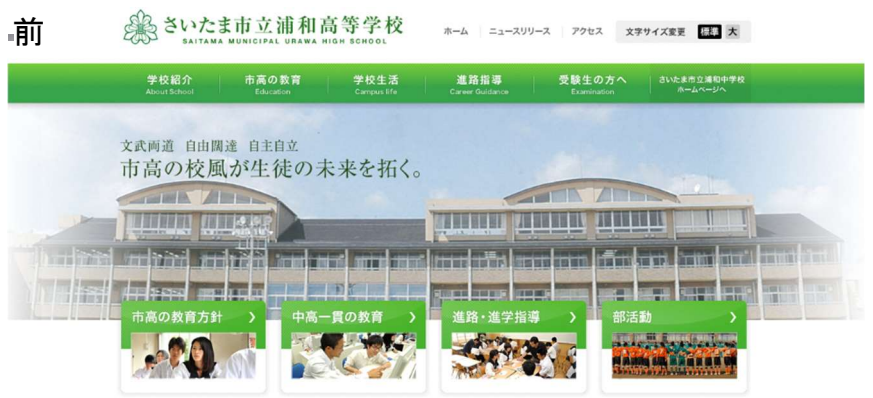 前
さいたま市立浦和高等学校
SAITAMA MUNICIPAL URAWA HIGH SCHOOL
ホーム ニュースリリース アクセス 文字サイズ変更 標準 大
学校紹介 市高の教育 学校生活 進路指導 受験生の方へ さいたま市立浦和中学校
About School Education Campus life Career Guidance Examination ホームページへ
文武両道 自由闊達 自主自立
市高の校風が生徒の未来を拓く。
市高の教育方針 中高一貫の教育 進路・進学指導 部活動